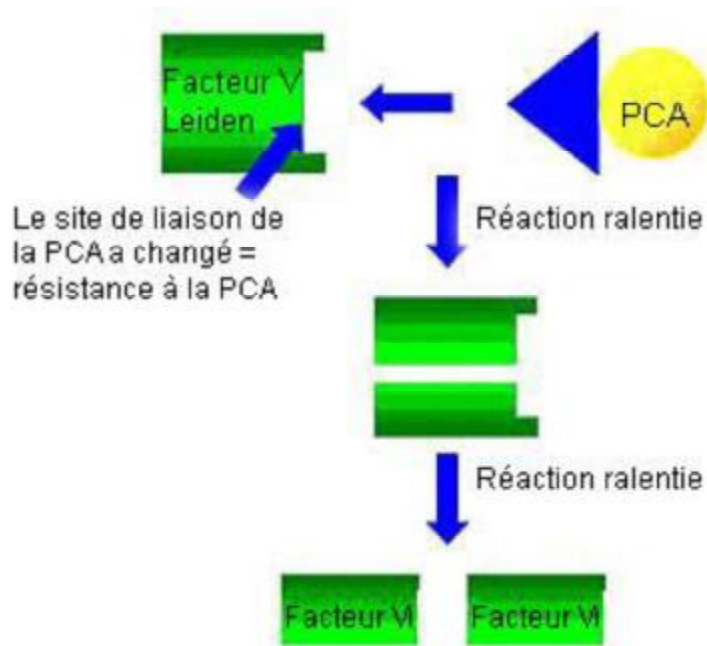 Facteur V
Leiden
PCA
Le site de liaison de
la PCA a changé =
résistance à la PCA
Réaction ralentie
Réaction ralentie
Facteur Vi
Facteur Vi